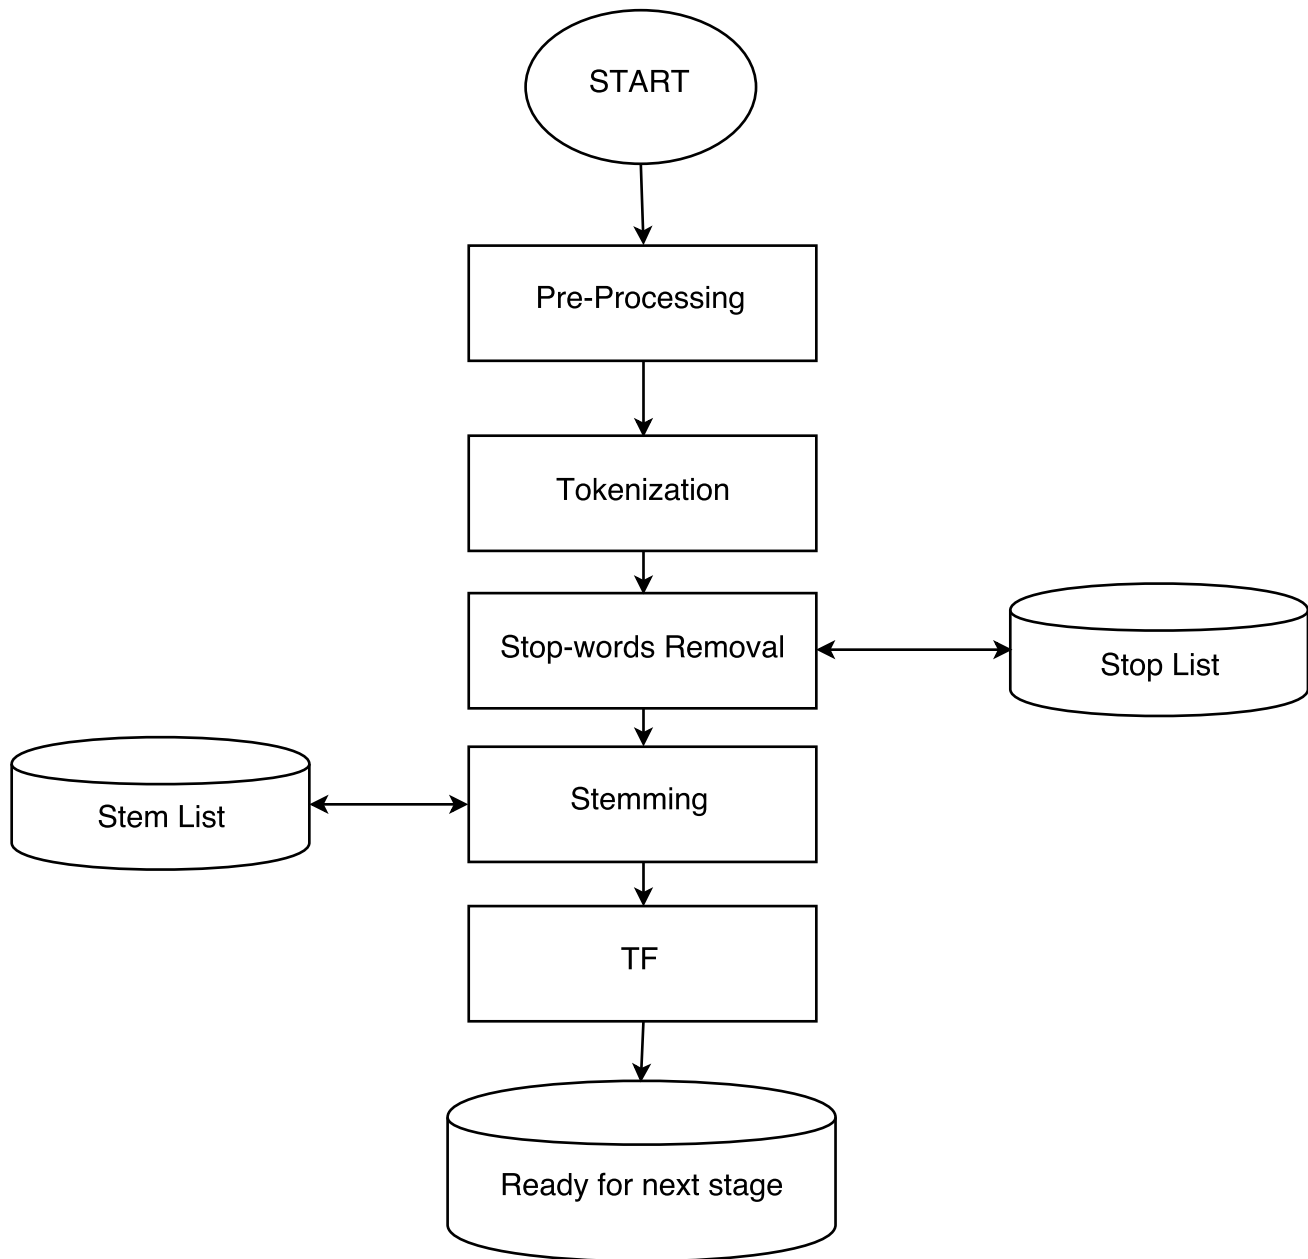 START
Pre-Processing
Tokenization
Stop-words Removal
Stop List
Stemming
Stem List
TF
Ready for next stage